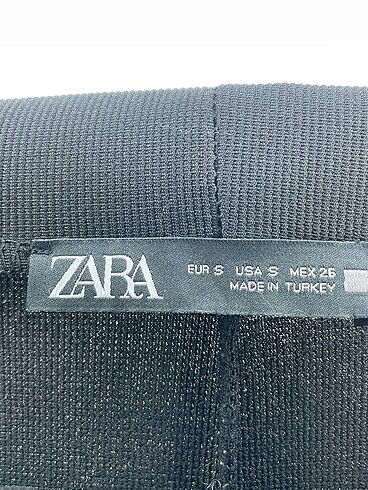 ZARA
EUR S USA S MEX 26
MADE IN TURKEY